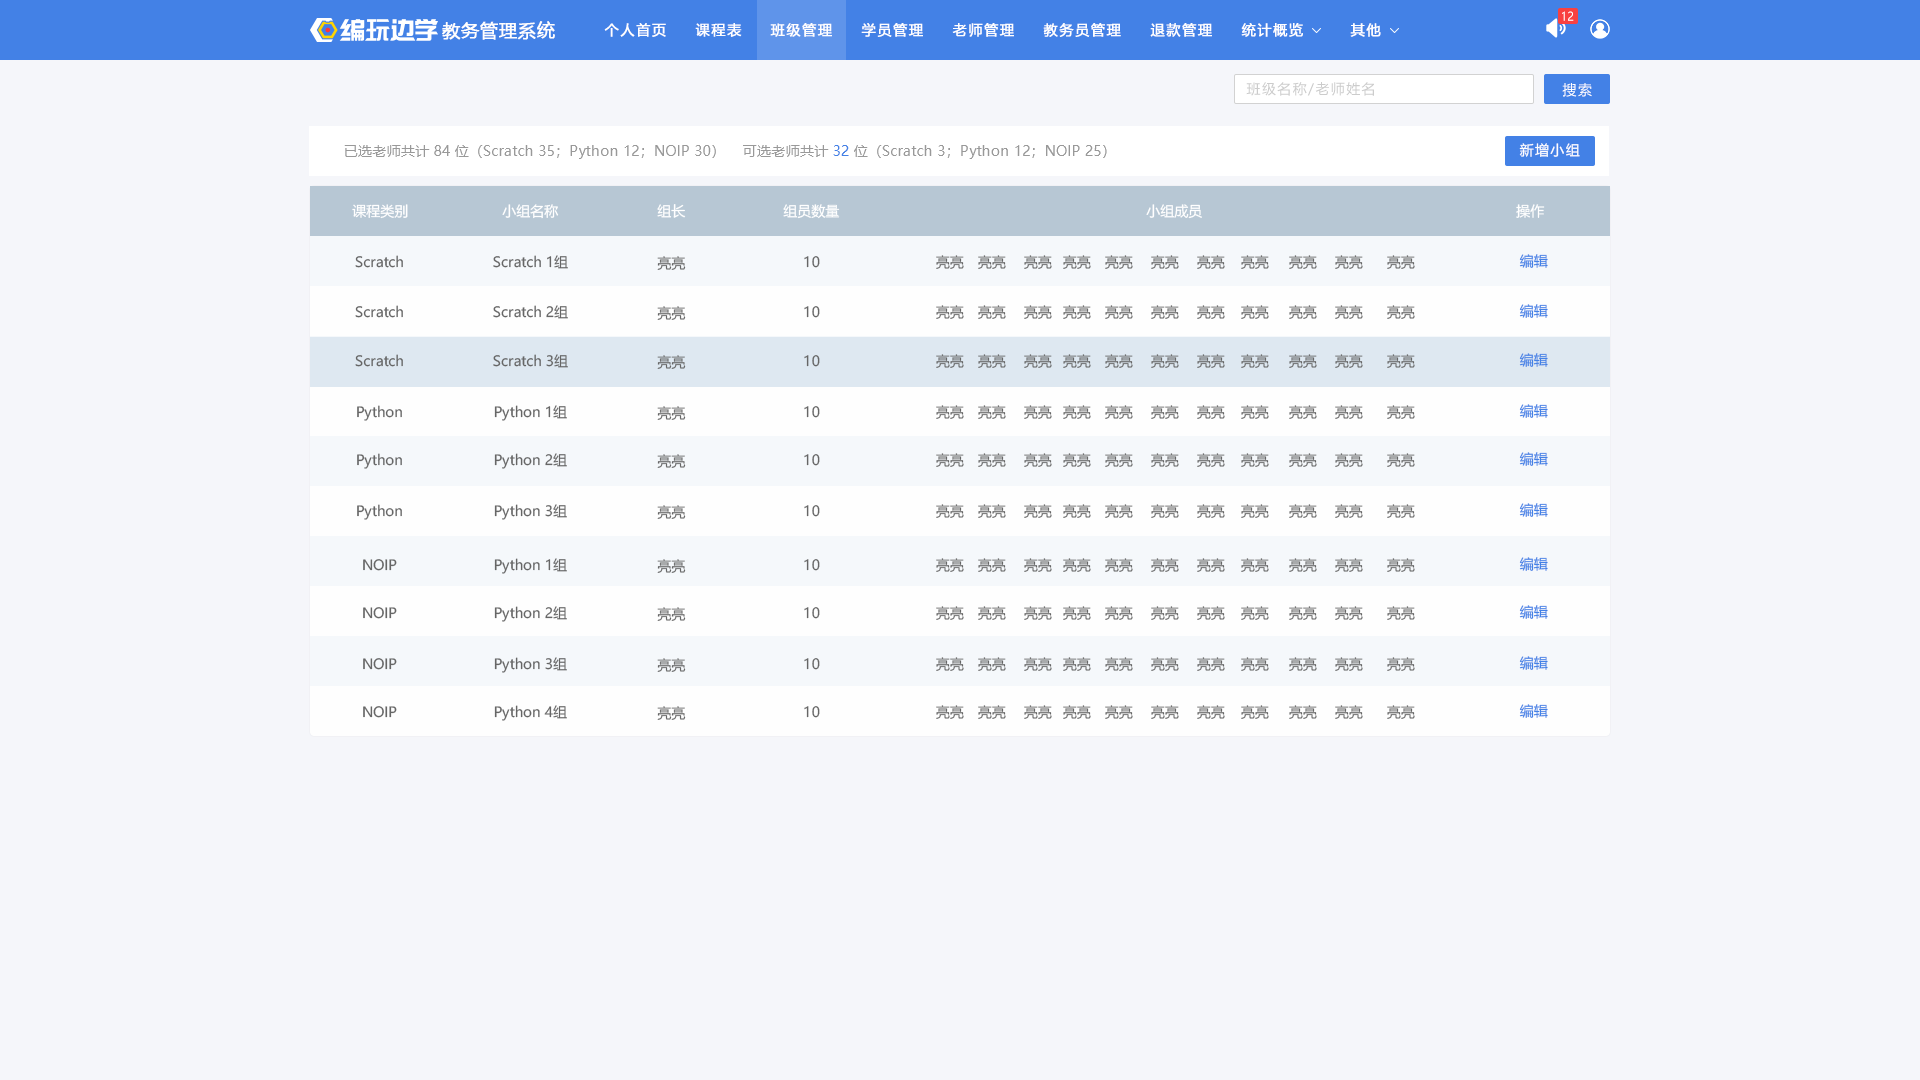 编玩边学 教务管理系统 个人首页 课程表 班级管理 学员管理 老师管理 教务员管理 退款管理 统计概览 其他 12
班级名称/老师姓名 搜索
已选老师共计 84 位（Scratch 35；Python 12；NOIP 30） 可选老师共计 32 位（Scratch 3；Python 12；NOIP 25） 新增小组
课程类别 小组名称 组长 组员数量 小组成员 操作
Scratch Scratch 1组 亮亮 10 亮亮 亮亮 亮亮 亮亮 亮亮 亮亮 亮亮 亮亮 亮亮 亮亮 亮亮 编辑
Scratch Scratch 2组 亮亮 10 亮亮 亮亮 亮亮 亮亮 亮亮 亮亮 亮亮 亮亮 亮亮 亮亮 亮亮 编辑
Scratch Scratch 3组 亮亮 10 亮亮 亮亮 亮亮 亮亮 亮亮 亮亮 亮亮 亮亮 亮亮 亮亮 亮亮 编辑
Python Python 1组 亮亮 10 亮亮 亮亮 亮亮 亮亮 亮亮 亮亮 亮亮 亮亮 亮亮 亮亮 亮亮 编辑
Python Python 2组 亮亮 10 亮亮 亮亮 亮亮 亮亮 亮亮 亮亮 亮亮 亮亮 亮亮 亮亮 亮亮 编辑
Python Python 3组 亮亮 10 亮亮 亮亮 亮亮 亮亮 亮亮 亮亮 亮亮 亮亮 亮亮 亮亮 亮亮 编辑
NOIP Python 1组 亮亮 10 亮亮 亮亮 亮亮 亮亮 亮亮 亮亮 亮亮 亮亮 亮亮 亮亮 亮亮 编辑
NOIP Python 2组 亮亮 10 亮亮 亮亮 亮亮 亮亮 亮亮 亮亮 亮亮 亮亮 亮亮 亮亮 亮亮 编辑
NOIP Python 3组 亮亮 10 亮亮 亮亮 亮亮 亮亮 亮亮 亮亮 亮亮 亮亮 亮亮 亮亮 亮亮 编辑
NOIP Python 4组 亮亮 10 亮亮 亮亮 亮亮 亮亮 亮亮 亮亮 亮亮 亮亮 亮亮 亮亮 亮亮 编辑